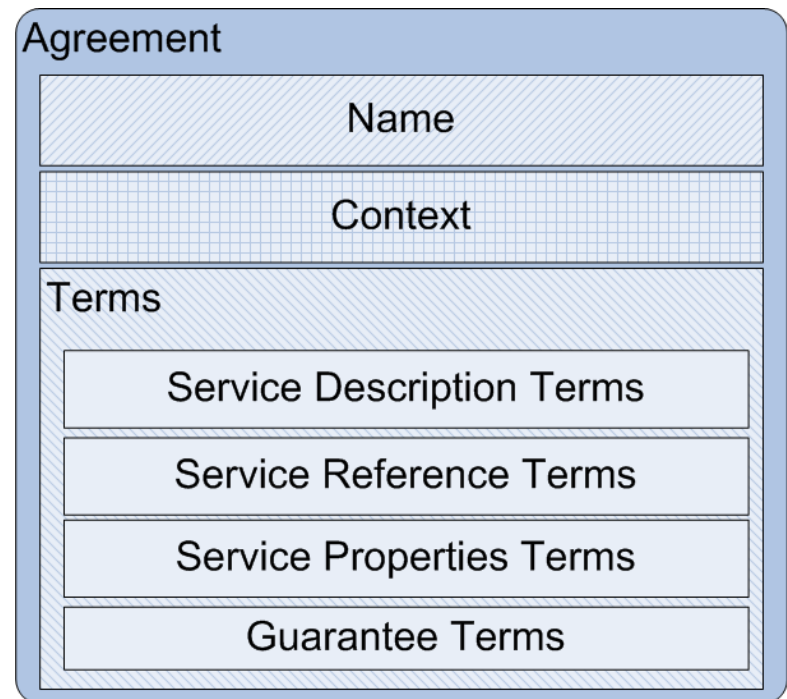 Agreement
Name
Context
Terms
Service Description Terms
Service Reference Terms
Service Properties Terms
Guarantee Terms